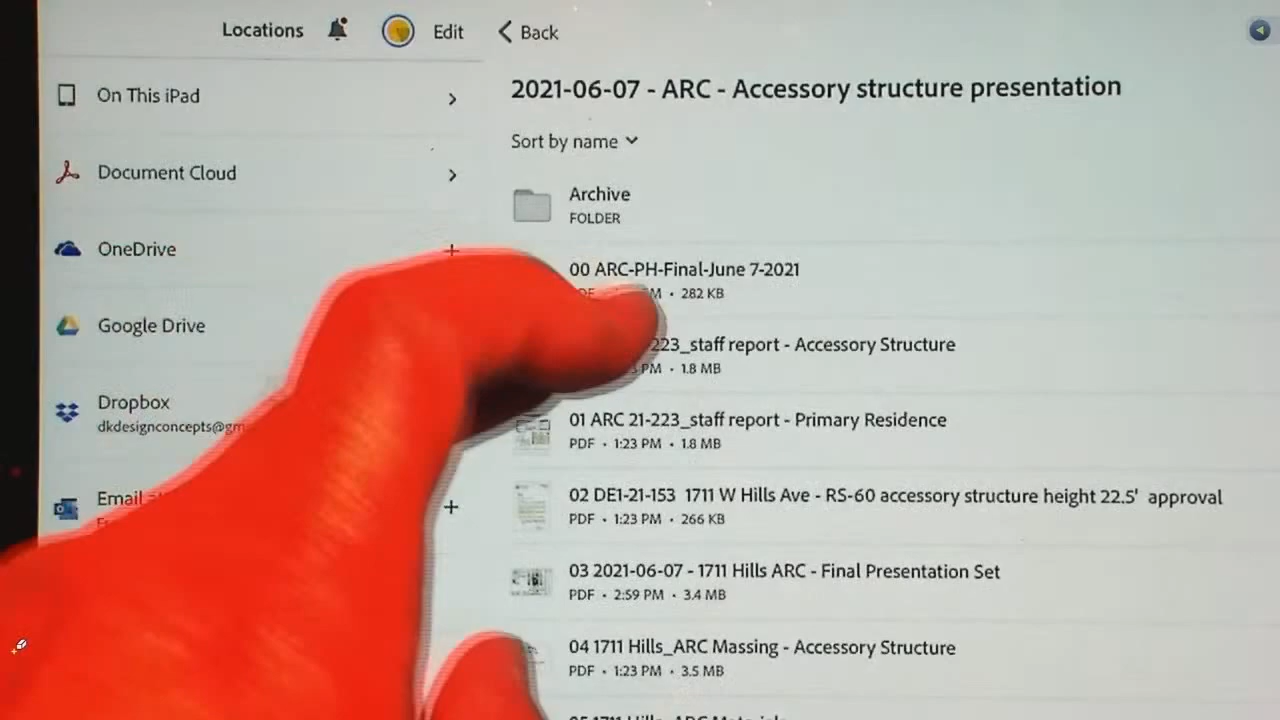 Locations
Edit
Back
On This iPad
Document Cloud
OneDrive
Google Drive
Dropbox
dkdesignconcepts@gm
Email
2021-06-07 - ARC - Accessory structure presentation
Sort by name
Archive
FOLDER
00 ARC-PH-Final-June 7-2021
M • 282 KB
223_staff report - Accessory Structure
PM • 1.8 MB
01 ARC 21-223_staff report - Primary Residence
PDF • 1:23 PM • 1.8 MB
02 DE1-21-153 1711 W Hills Ave - RS-60 accessory structure height 22.5' approval
PDF • 1:23 PM • 266 KB
03 2021-06-07 - 1711 Hills ARC - Final Presentation Set
PDF • 2:59 PM • 3.4 MB
04 1711 Hills_ARC Massing - Accessory Structure
PDF • 1:23 PM • 3.5 MB